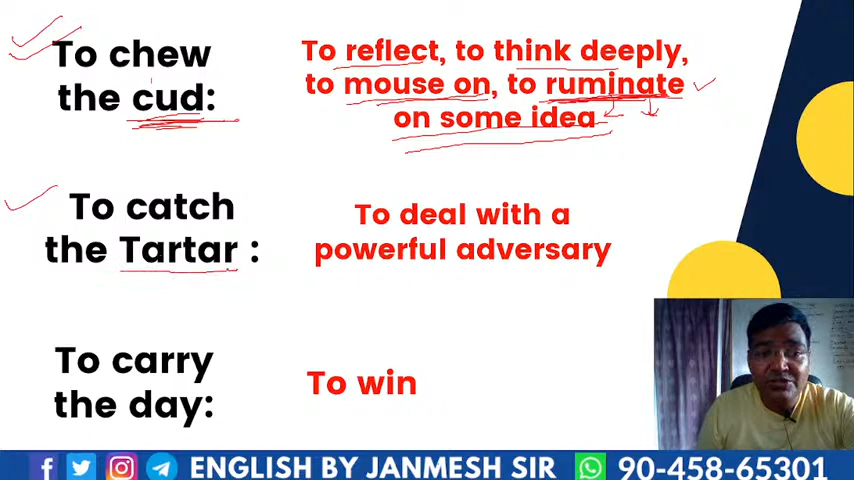 To chew
the cud:
To reflect, to think deeply,
to mouse on, to ruminate
on some idea
To catch
the Tartar :
To deal with a
powerful adversary
To carry
the day:
To win
ENGLISH BY JANMESH SIR
90-458-65301